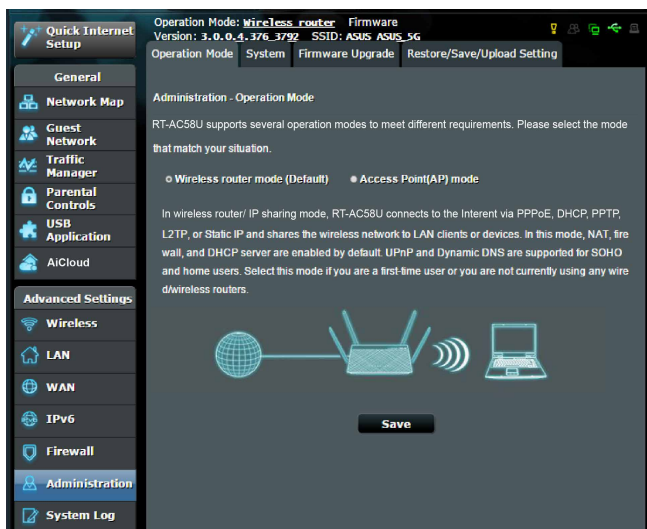 Quick Internet
Setup
General
Network Map
Guest
Network
Traffic
Manager
Parental
Controls
USB
Application
AiCloud
Advanced Settings
Wireless
LAN
WAN
IPv6
Firewall
Administration
System Log
Operation Mode: Wireless router Firmware
Version: 3.0.0.4.376_3792 SSID: ASUS ASUS_5G
Operation Mode System Firmware Upgrade Restore/Save/Upload Setting
Administration - Operation Mode
RT-AC58U supports several operation modes to meet different requirements. Please select the mode
that match your situation.
Wireless router mode (Default) Access Point(AP) mode
In wireless router/ IP sharing mode, RT-AC58U connects to the Interent via PPPoE, DHCP, PPTP,
L2TP, or Static IP and shares the wireless network to LAN clients or devices. In this mode, NAT, fire
wall, and DHCP server are enabled by default. UPnP and Dynamic DNS are supported for SOHO
and home users. Select this mode if you are a first-time user or you are not currently using any wire
d/wireless routers.
Save